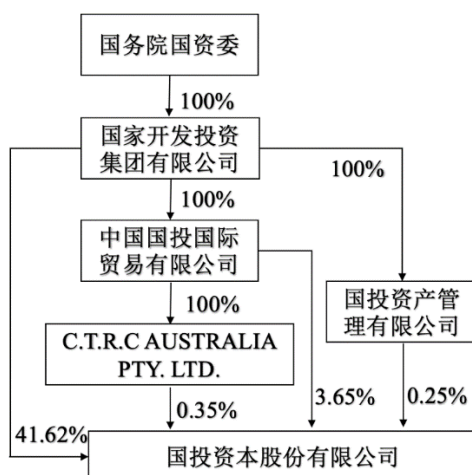 国务院国资委
100%
国家开发投资
集团有限公司
100%
100%
中国国投国际
贸易有限公司
100%
国投资产管
理有限公司
C.T.R.C AUSTRALIA
PTY. LTD.
0.35%
3.65%
0.25%
41.62%
国投资本股份有限公司